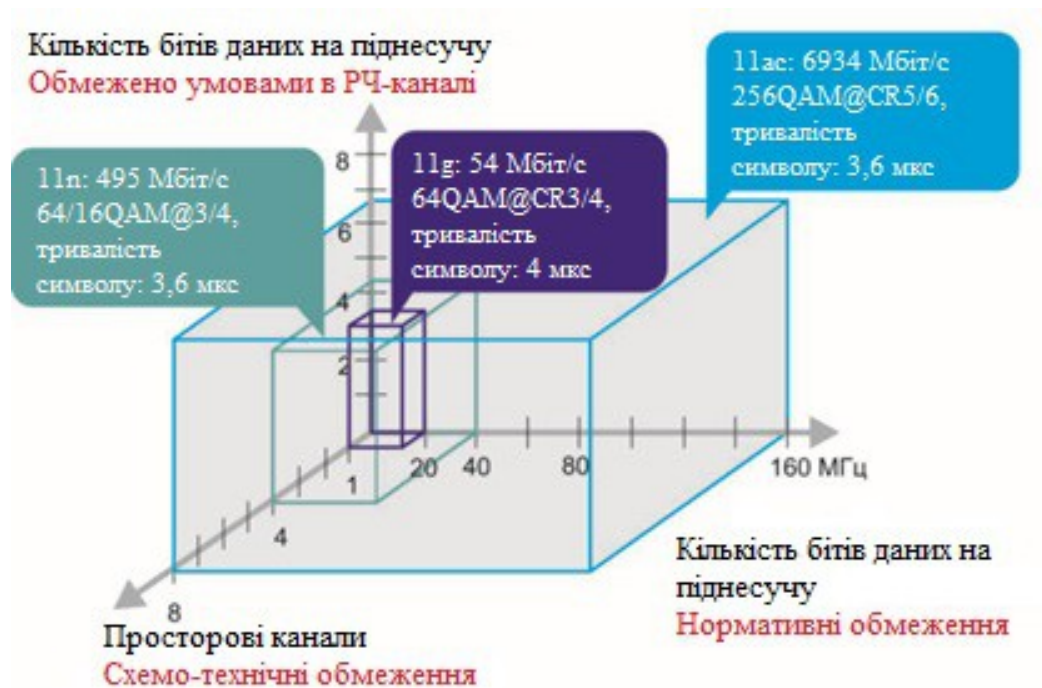 Кількість бітів даних на піднесучу
Обмежено умовами в РЧ-каналі
11ac: 6934 Мбіт/с
256QAM@CR5/6,
тривалість
символу: 3,6 мкс
11n: 495 Мбіт/с
64/16QAM@3/4,
тривалість
символу: 3,6 мкс
11g: 54 Мбіт/с
64QAM@CR3/4,
тривалість
символу: 4 мкс
8
6
4
2
1
4
8
20
40
80
160 МГц
Кількість бітів даних на
піднесучу
Нормативні обмеження
Просторові канали
Схемо-технічні обмеження